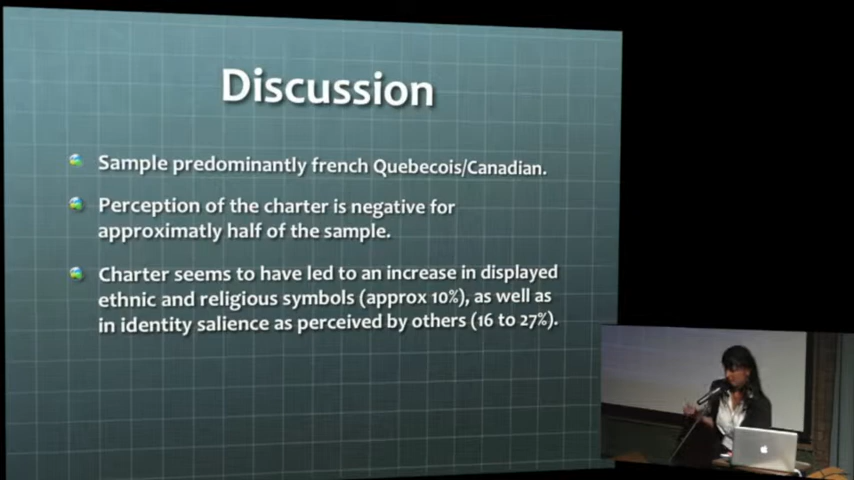 Discussion
Sample predominantly french Quebecois/Canadian.
Perception of the charter is negative for
approximatly half of the sample.
Charter seems to have led to an increase in displayed
ethnic and religious symbols (approx 10%), as well as
in identity salience as perceived by others (16 to 27%).